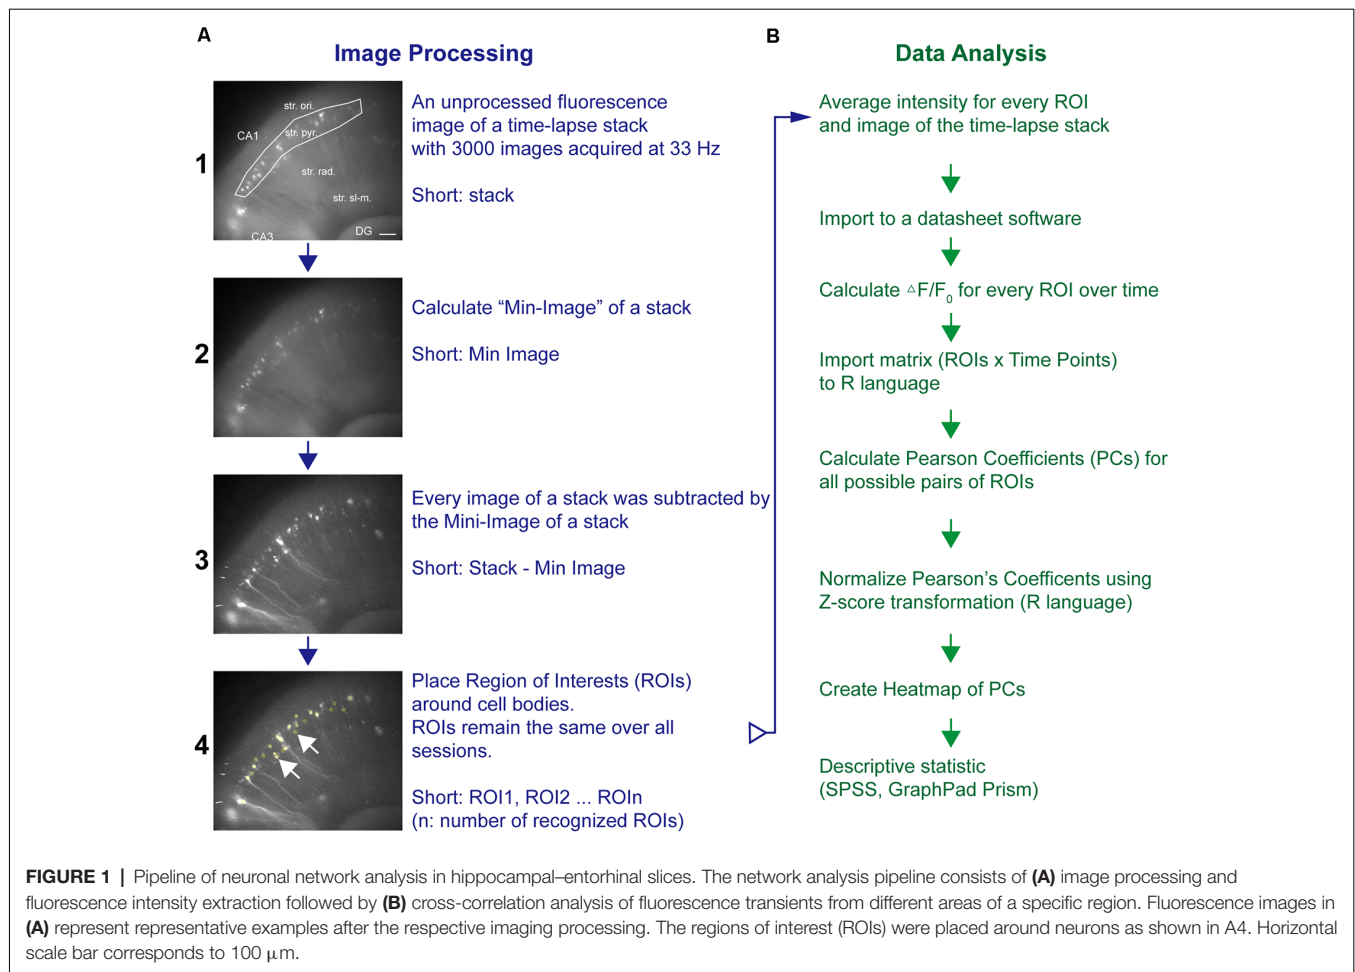 A
Image Processing
1
str. ori.
CA1
str. pyr.
str. rad.
str. sl-m.
CA3
DG
An unprocessed fluorescence
image of a time-lapse stack
with 3000 images acquired at 33 Hz
Short: stack
2
Calculate “Min-Image” of a stack
Short: Min Image
3
Every image of a stack was subtracted by
the Mini-Image of a stack
Short: Stack - Min Image
4
Place Region of Interests (ROIs)
around cell bodies.
ROIs remain the same over all
sessions.
Short: ROI1, ROI2 ... ROIn
(n: number of recognized ROIs)
B
Data Analysis
Average intensity for every ROI
and image of the time-lapse stack
Import to a datasheet software
Calculate △F/F₀ for every ROI over time
Import matrix (ROIs x Time Points)
to R language
Calculate Pearson Coefficients (PCs) for
all possible pairs of ROIs
Normalize Pearson’s Coefficents using
Z-score transformation (R language)
Create Heatmap of PCs
Descriptive statistic
(SPSS, GraphPad Prism)
FIGURE 1 | Pipeline of neuronal network analysis in hippocampal–entorhinal slices. The network analysis pipeline consists of (A) image processing and
fluorescence intensity extraction followed by (B) cross-correlation analysis of fluorescence transients from different areas of a specific region. Fluorescence images in
(A) represent representative examples after the respective imaging processing. The regions of interest (ROIs) were placed around neurons as shown in A4. Horizontal
scale bar corresponds to 100 μm.